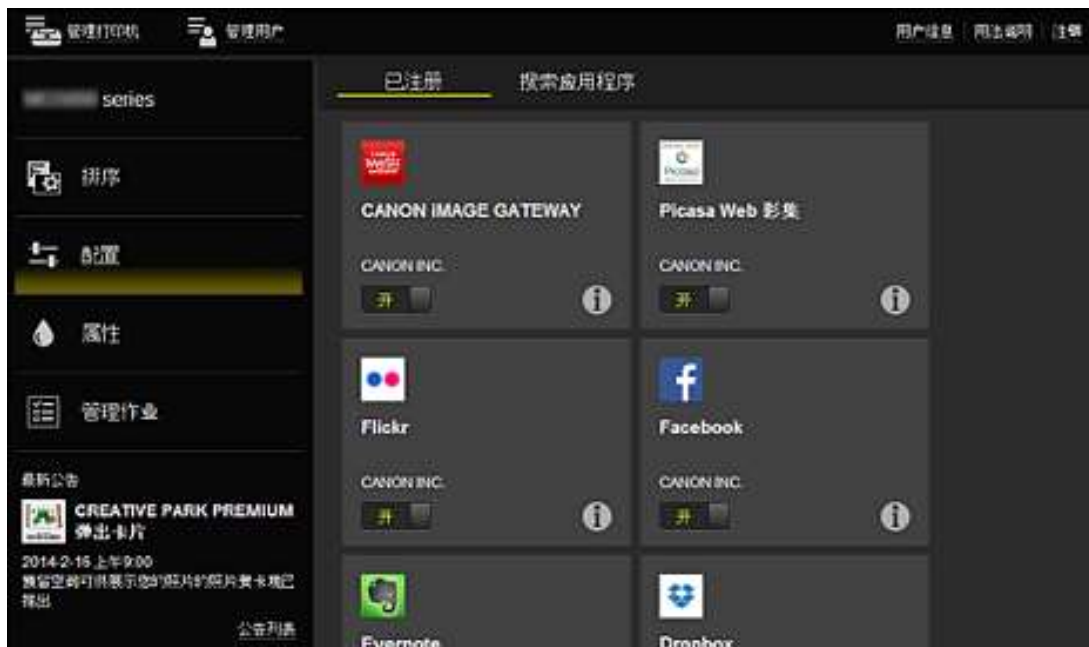 管理打印机
管理用户
用户信息
用法说明
注销
series
排序
配置
属性
管理作业
最新公告
CREATIVE PARK PREMIUM
弹出卡片
2014-2-16 上午9:00
公告列表
已注册
搜索应用程序
CANON iMAGE GATEWAY
CANON INC.
开
Picasa Web 影集
CANON INC.
开
Flickr
CANON INC.
开
Facebook
CANON INC.
开
Evernote
Dropbox